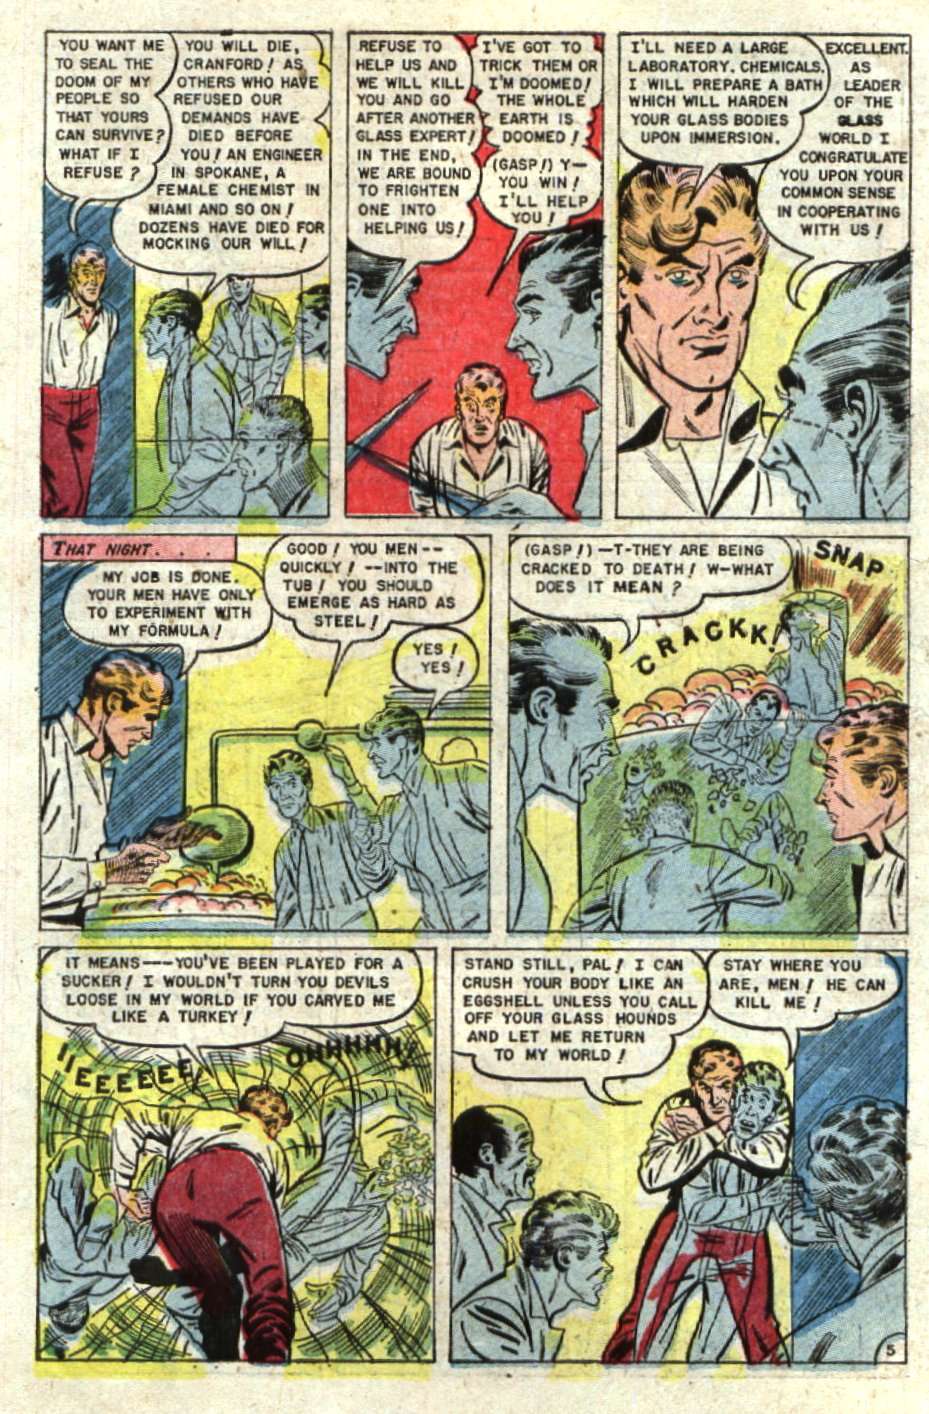 YOU WANT ME
TO SEAL THE
DOOM OF MY
PEOPLE SO
THAT YOURS
CAN SURVIVE?
WHAT IF I
REFUSE?
YOU WILL DIE,
CRANFORD! AS
OTHERS WHO HAVE
REFUSED OUR
DEMANDS HAVE
DIED BEFORE
YOU! AN ENGINEER
IN SPOKANE, A
FEMALE CHEMIST IN
MIAMI AND SO ON!
DOZENS HAVE DIED FOR
MOCKING OUR WILL!
REFUSE TO
HELP US AND
WE WILL KILL
YOU AND GO
AFTER ANOTHER
GLASS EXPERT!
IN THE END,
WE ARE BOUND
TO FRIGHTEN
ONE INTO
HELPING US!
I'VE GOT TO
TRICK THEM OR
I'M DOOMED!
THE WHOLE
EARTH IS
DOOMED!
(GASP!) Y—
YOU WIN!
I'LL HELP
YOU!
I'LL NEED A LARGE
LABORATORY. CHEMICALS.
I WILL PREPARE A BATH
WHICH WILL HARDEN
YOUR GLASS BODIES
UPON IMMERSION.
EXCELLENT.
AS
LEADER
OF THE
GLASS
WORLD I
CONGRATULATE
YOU UPON YOUR
COMMON SENSE
IN COOPERATING
WITH US!
THAT NIGHT...
MY JOB IS DONE.
YOUR MEN HAVE ONLY
TO EXPERIMENT WITH
MY FORMULA!
GOOD! YOU MEN--
QUICKLY! --INTO THE
TUB! YOU SHOULD
EMERGE AS HARD AS
STEEL!
YES!
YES!
(GASP!)—T-THEY ARE BEING
CRACKED TO DEATH! W-WHAT
DOES IT MEAN?
SNAP
CRACKK!
IT MEANS---YOU'VE BEEN PLAYED FOR A
SUCKER! I WOULDN'T TURN YOU DEVILS
LOOSE IN MY WORLD IF YOU CARVED ME
LIKE A TURKEY!
IIEEEEEE
OHHHHHH!
STAND STILL, PAL! I CAN
CRUSH YOUR BODY LIKE AN
EGGSHELL UNLESS YOU CALL
OFF YOUR GLASS HOUNDS
AND LET ME RETURN
TO MY WORLD!
STAY WHERE YOU
ARE, MEN! HE CAN
KILL ME!
5